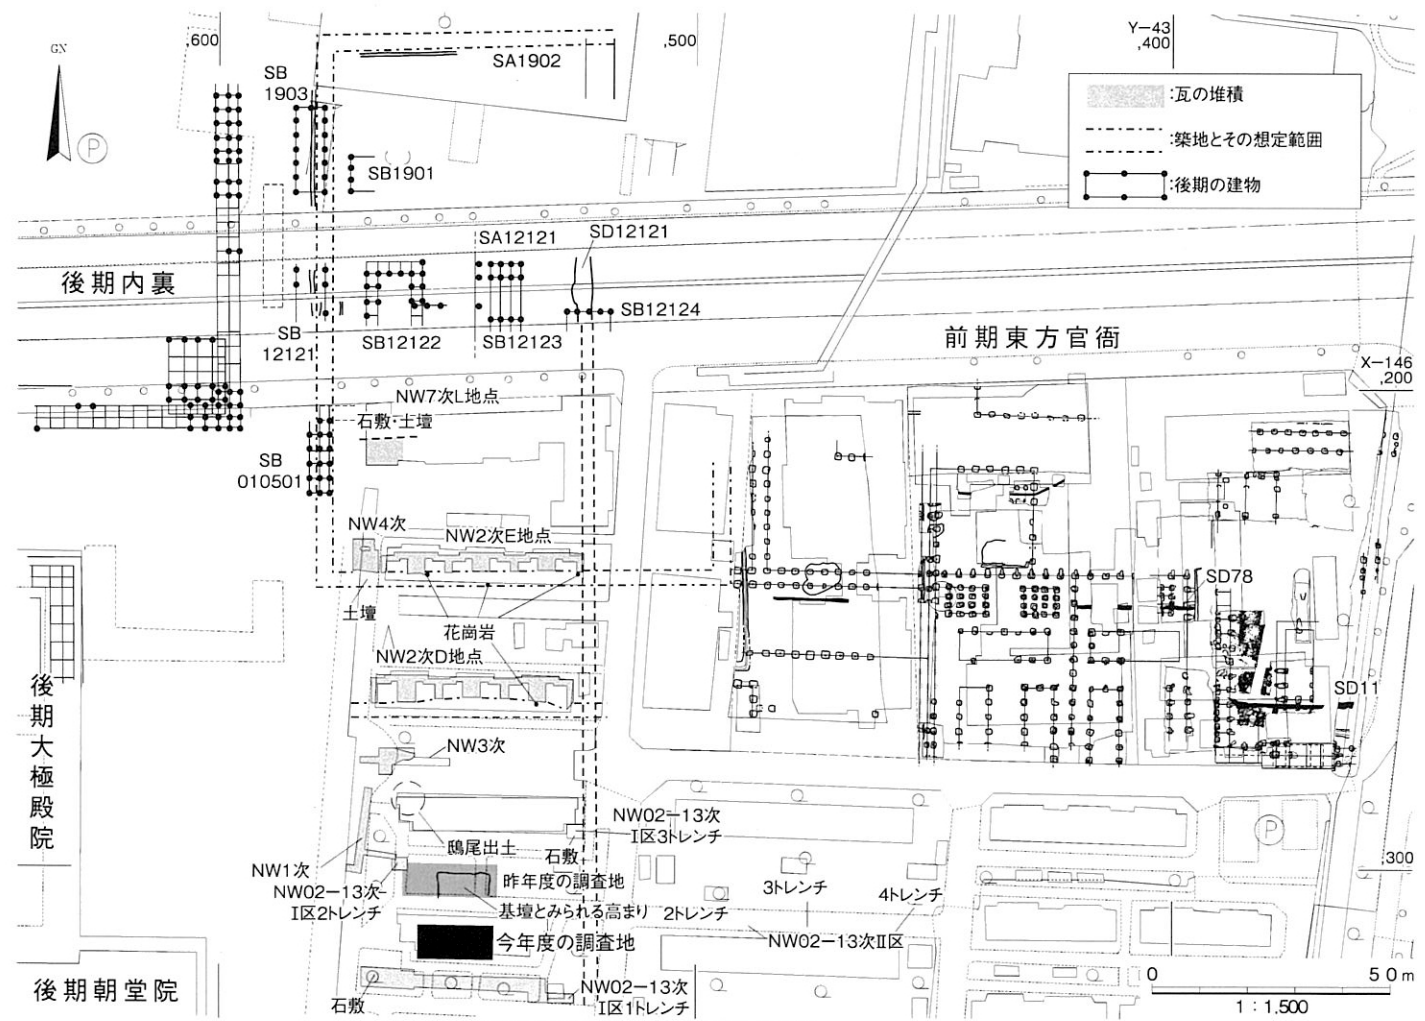 GN
P
,600
,500
Y−43
,400
SB
1903
SA1902
SB1901
:瓦の堆積
:築地とその想定範囲
:後期の建物
後期内裏
SA12121
SD12121
SB
12121
SB12122
SB12123
SB12124
前期東方官衙
X−146
,200
NW7次L地点
石敷・土壇
SB
010501
NW4次
NW2次E地点
土壇
花崗岩
NW2次D地点
SD78
SD11
後期大極殿院
NW3次
鴟尾出土
石敷
NW02−13次
I区3トレンチ
P
,300
NW1次
NW02−13次
I区2トレンチ
昨年度の調査地
基壇とみられる高まり
2トレンチ
3トレンチ
4トレンチ
今年度の調査地
NW02−13次II区
後期朝堂院
石敷
NW02−13次
I区1トレンチ
0
50m
1:1,500